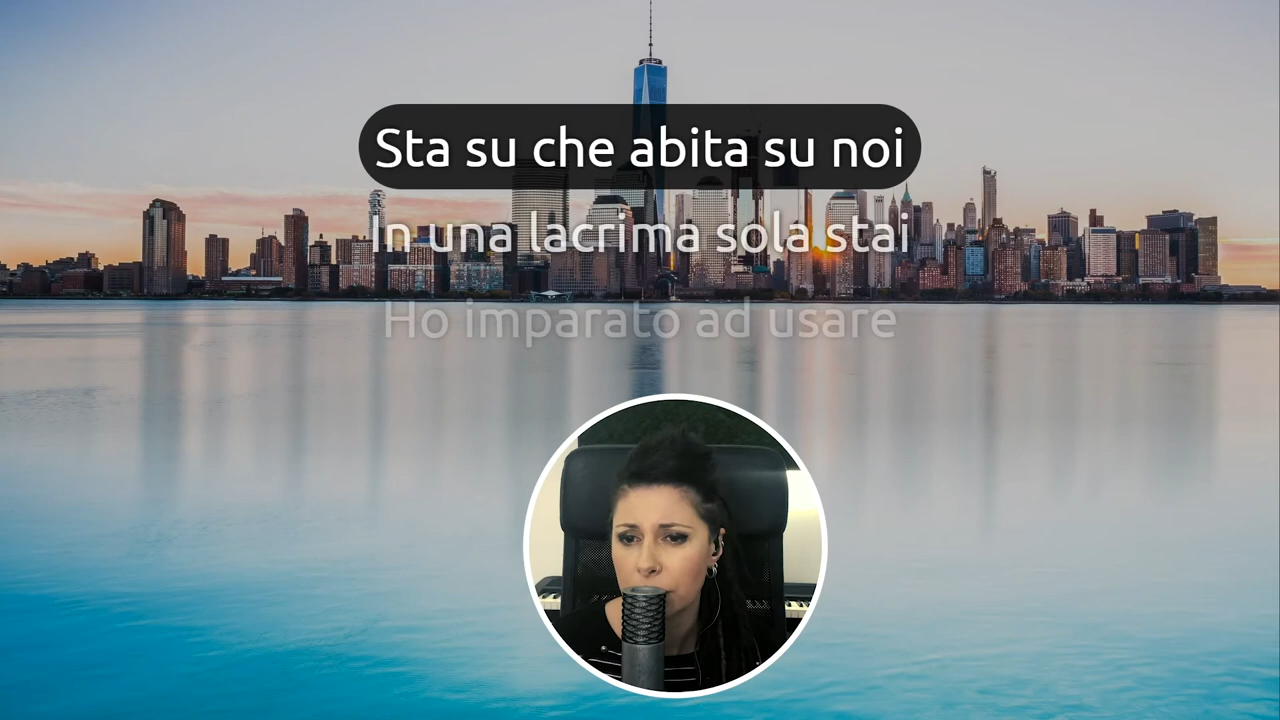 Sta su che abita su noi
In una lacrima sola stai
Ho imparato ad usare